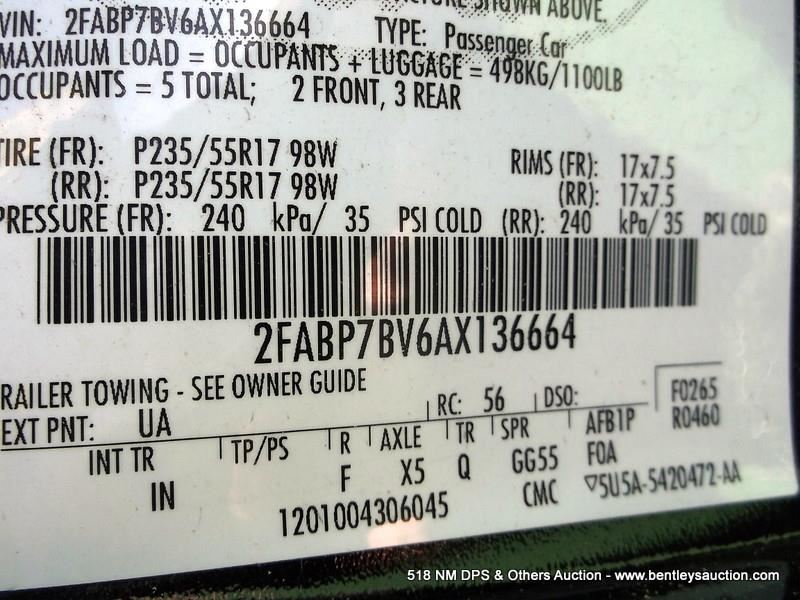 SHOWN ABOVE.
VIN: 2FABP7BV6AX136664 TYPE: Passenger Car
MAXIMUM LOAD = OCCUPANTS + LUGGAGE = 498KG/1100LB
OCCUPANTS = 5 TOTAL; 2 FRONT, 3 REAR
TIRE (FR): P235/55R17 98W RIMS (FR): 17x7.5
(RR): P235/55R17 98W (RR): 17x7.5
PRESSURE (FR): 240 kPa/ 35 PSI COLD (RR): 240 kPa/ 35 PSI COLD
2FABP7BV6AX136664
RAILER TOWING - SEE OWNER GUIDE
EXT PNT: UA RC: 56 DSO: F0265
R0460
INT TR TP/PS R AXLE TR SPR AFB1P
IN F X5 Q GG55 FOA
1201004306045 CMC ▽5U5A-5420472-AA
518 NM DPS & Others Auction - www.bentleysauction.com